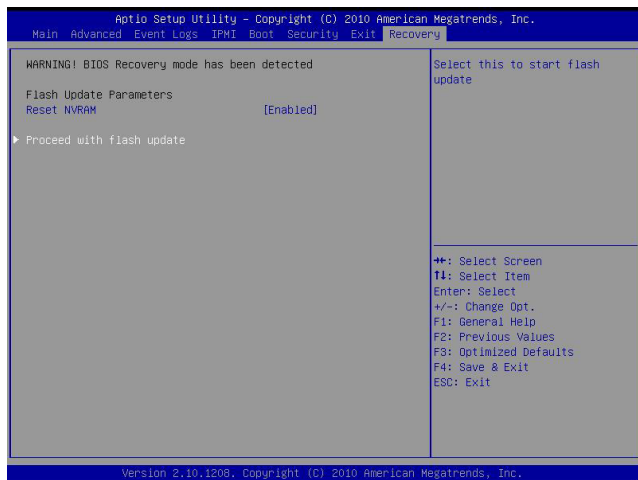 Aptio Setup Utility – Copyright (C) 2010 American Megatrends, Inc.
Main Advanced Event Logs IPMI Boot Security Exit Recovery
WARNING! BIOS Recovery mode has been detected
Flash Update Parameters
Reset NVRAM [Enabled]
▶ Proceed with flash update
Select this to start flash
update
→←: Select Screen
↑↓: Select Item
Enter: Select
+/-: Change Opt.
F1: General Help
F2: Previous Values
F3: Optimized Defaults
F4: Save & Exit
ESC: Exit
Version 2.10.1208. Copyright (C) 2010 American Megatrends, Inc.